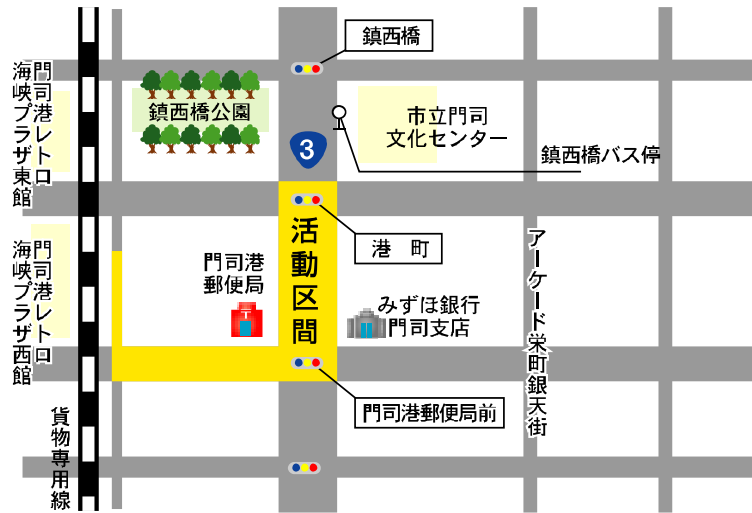 鎮西橋
門司港レトロ
海峡プラザ東館
鎮西橋公園
市立門司
文化センター
3
鎮西橋バス停
活動区間
港 町
アーケード栄町銀天街
門司港レトロ
海峡プラザ西館
門司港
郵便局
みずほ銀行
門司支店
門司港郵便局前
貨物専用線